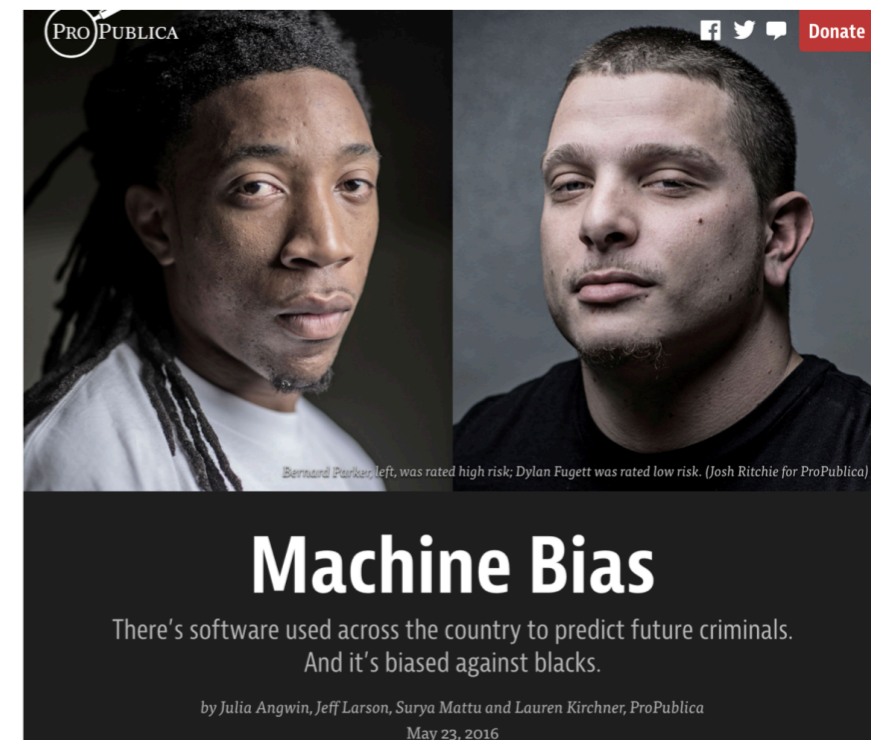 PROPUBLICA
Donate
Bernard Parker, left, was rated high risk; Dylan Fugett was rated low risk. (Josh Ritchie for ProPublica)
Machine Bias
There's software used across the country to predict future criminals.
And it's biased against blacks.
by Julia Angwin, Jeff Larson, Surya Mattu and Lauren Kirchner, ProPublica
May 23, 2016